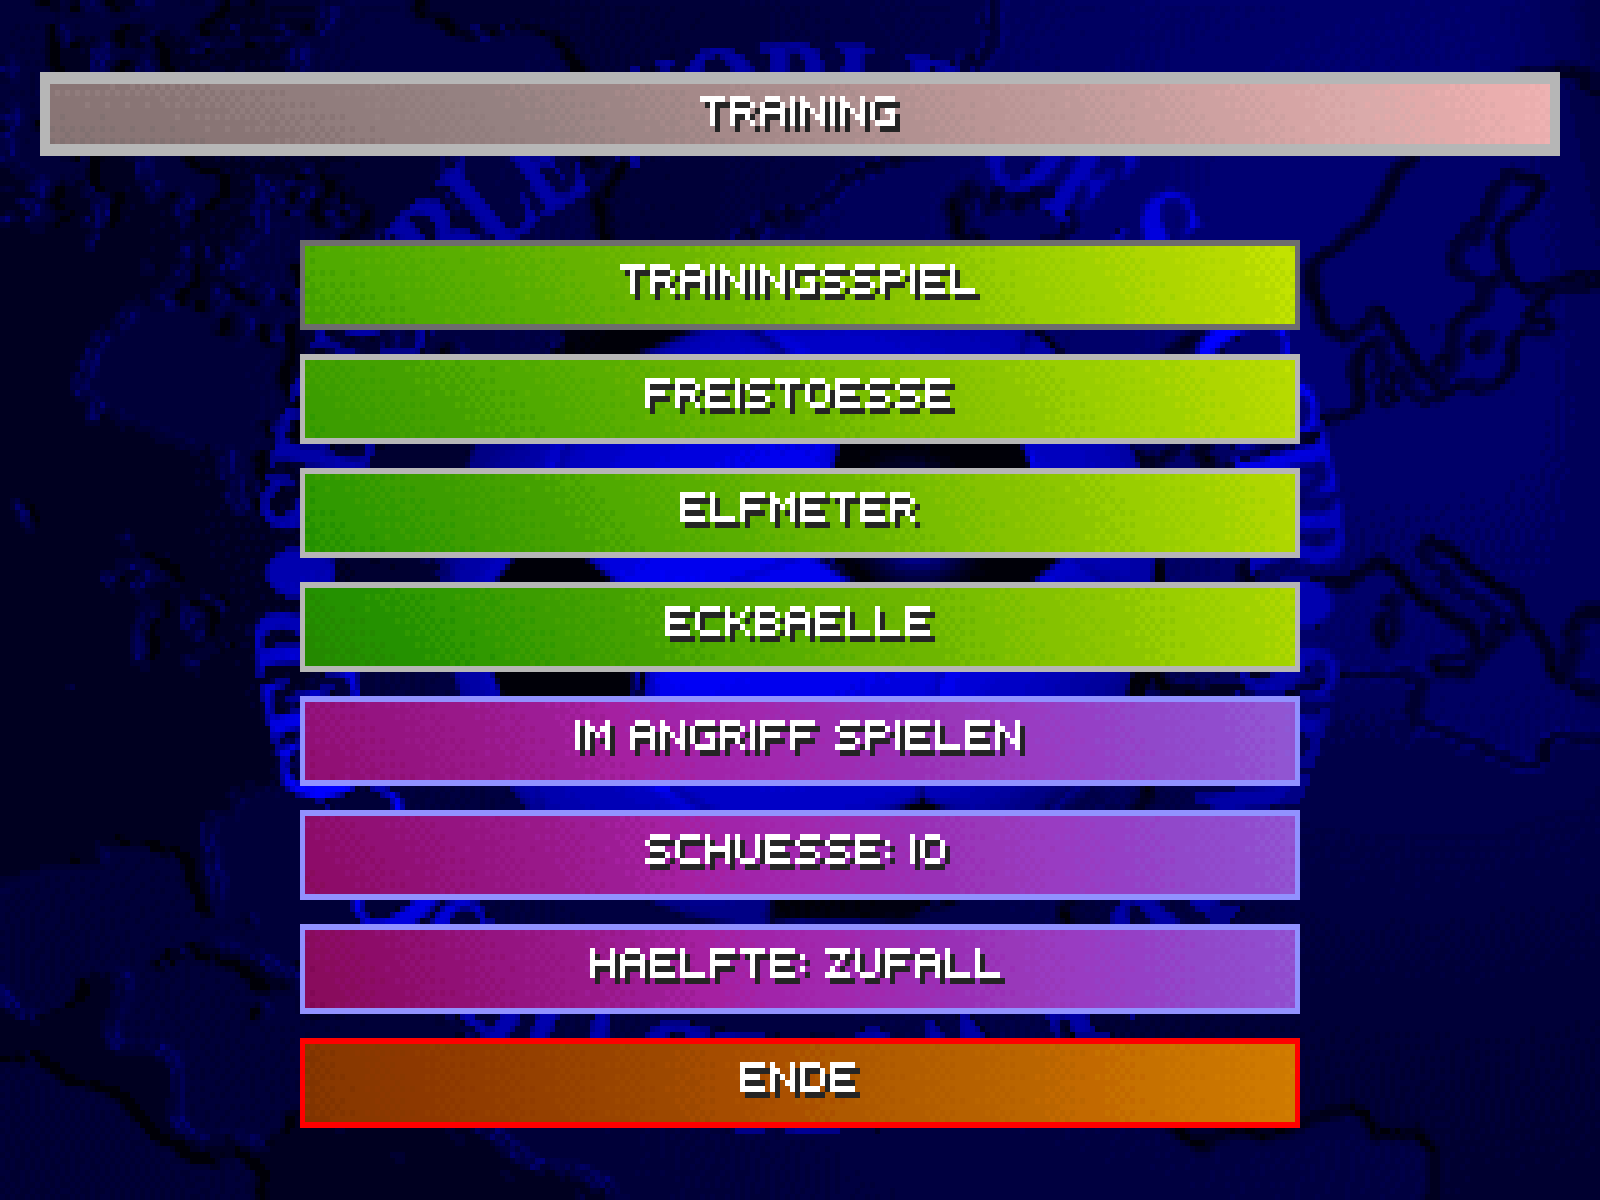 TRAINING
TRAININGSSPIEL
FREISTOESSE
ELFMETER
ECKBAELLE
IM ANGRIFF SPIELEN
SCHUESSE: 10
HAELFTE: ZUFALL
ENDE